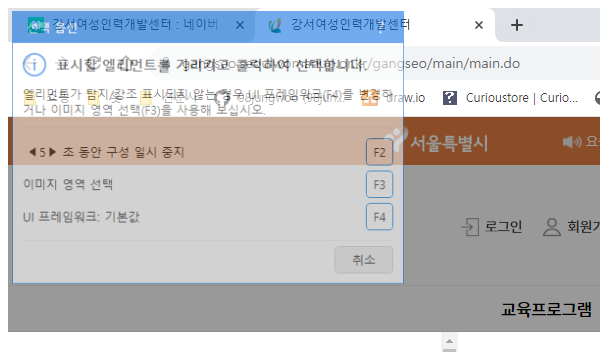 선택 옵션
강서여성인력개발센터 : 네이버
강서여성인력개발센터
표시할 엘리먼트를 가리키고 클릭하여 선택합니다.
/gangseo/main/main.do
엘리먼트가 탐지/강조 표시되지 않는 경우 UI 프레임워크(F4)를 변경하
거나 이미지 영역 선택(F3)을 사용해 보십시오.
draw.io
Curioustore | Curio...
◀ 5 ▶ 초 동안 구성 일시 중지
F2
서울특별시
이미지 영역 선택
F3
UI 프레임워크: 기본값
F4
로그인
취소
교육프로그램